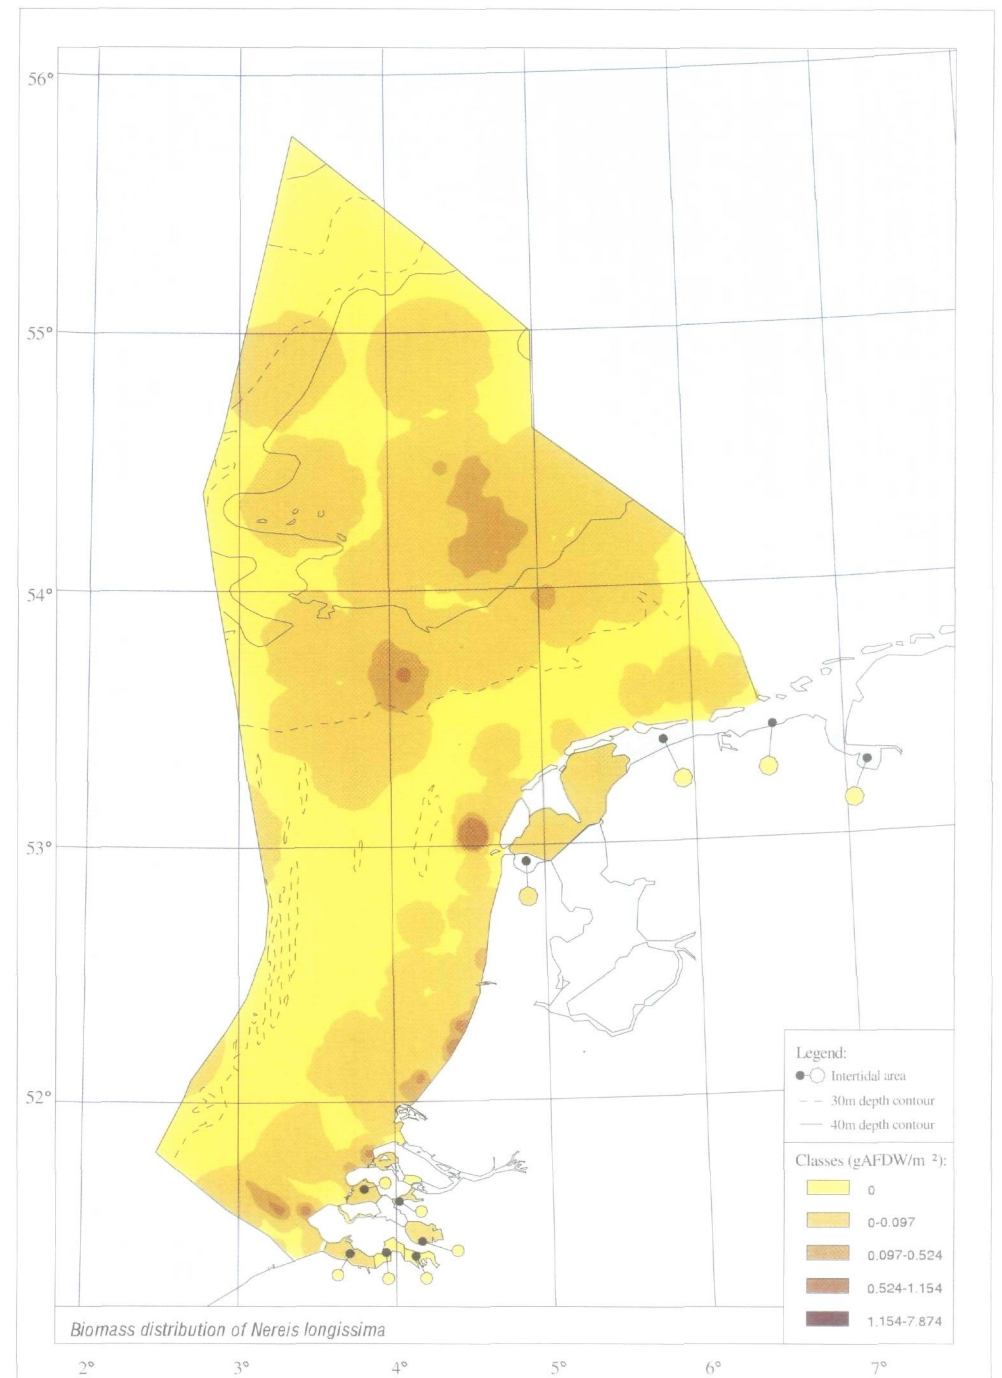 56°
55°
54°
53°
52°
Legend:
Intertidal area
30m depth contour
40m depth contour
Classes (gAFDW/m ²):
0
0-0.097
0.097-0.524
0.524-1.154
1.154-7.874
Biomass distribution of Nereis longissima
2°
3°
4°
5°
6°
7°